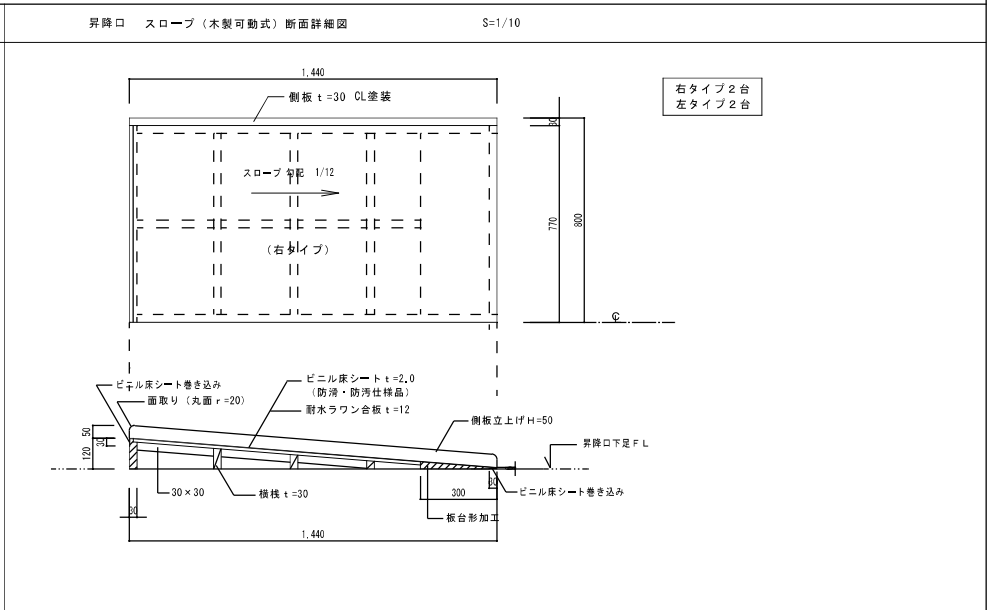 昇降口 スロープ（木製可動式）断面詳細図 S=1/10
1,440
側板 t=30 CL塗装
右タイプ2台
左タイプ2台
30
スロープ 勾配 1/12
770
800
(右タイプ)
℄
ビニル床シート巻き込み
面取り (丸面 r=20)
ビニル床シート t=2.0
(防滑・防汚仕様品)
耐水ラワン合板 t=12
側板立上げH=50
昇降口下足FL
50
30
120
30×30
横桟 t=30
300
30
ビニル床シート巻き込み
板台形加工
30
1,440